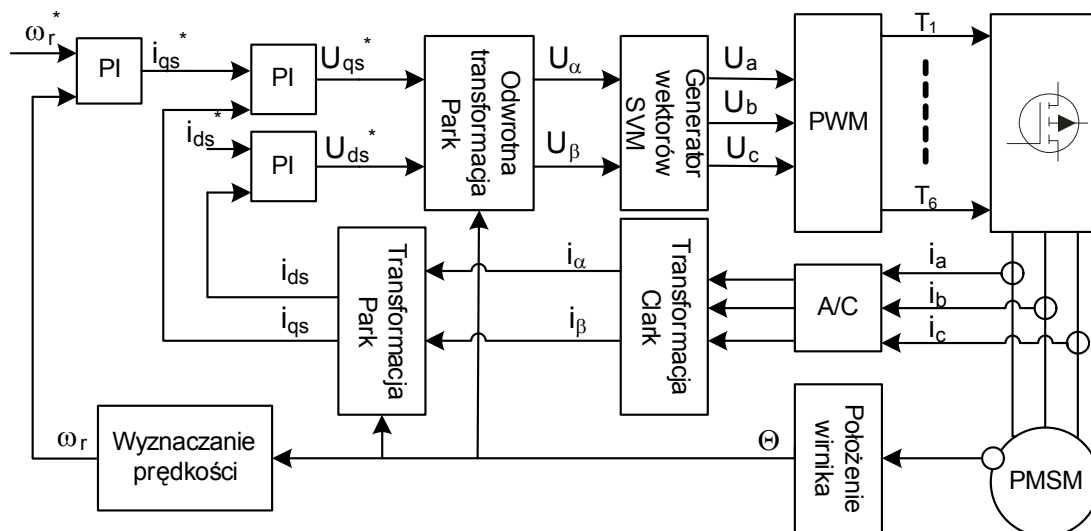 ωr*
PI
iqs*
PI
Uqs*
ids*
PI
Uds*
Odwrotna
transformacja
Park
Uα
Uβ
Generator
wektorów
SVM
Ua
Ub
Uc
PWM
T1
T6
Transformacja
Park
ids
iqs
iα
iβ
Transformacja
Clark
A/C
ia
ib
ic
ωr
Wyznaczanie
prędkości
Θ
Położenie
wirnika
PMSM